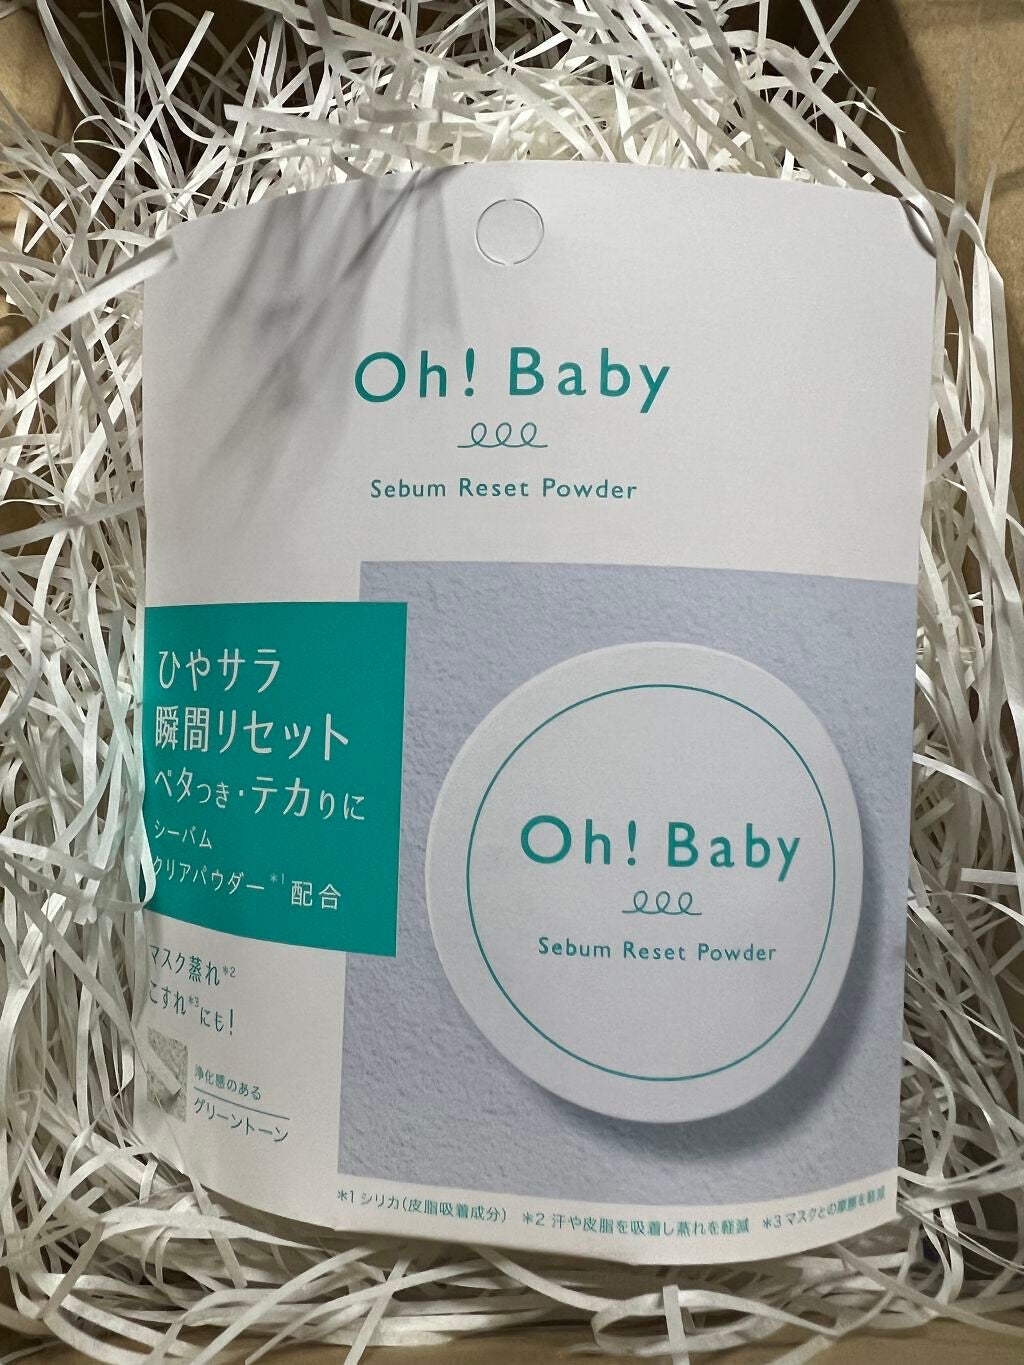 Oh! Baby
Sebum Reset Powder
ひやサラ
瞬間リセット
ベタつき・テカりに
シーバム
クリアパウダー*1配合
マスク蒸れ*2
こすれ*3にも!
浄化感のある
グリーントーン
Oh! Baby
Sebum Reset Powder
*1 シリカ(皮脂吸着成分) *2 汗や皮脂を吸着し蒸れを軽減 *3 マスクとの摩擦を軽減